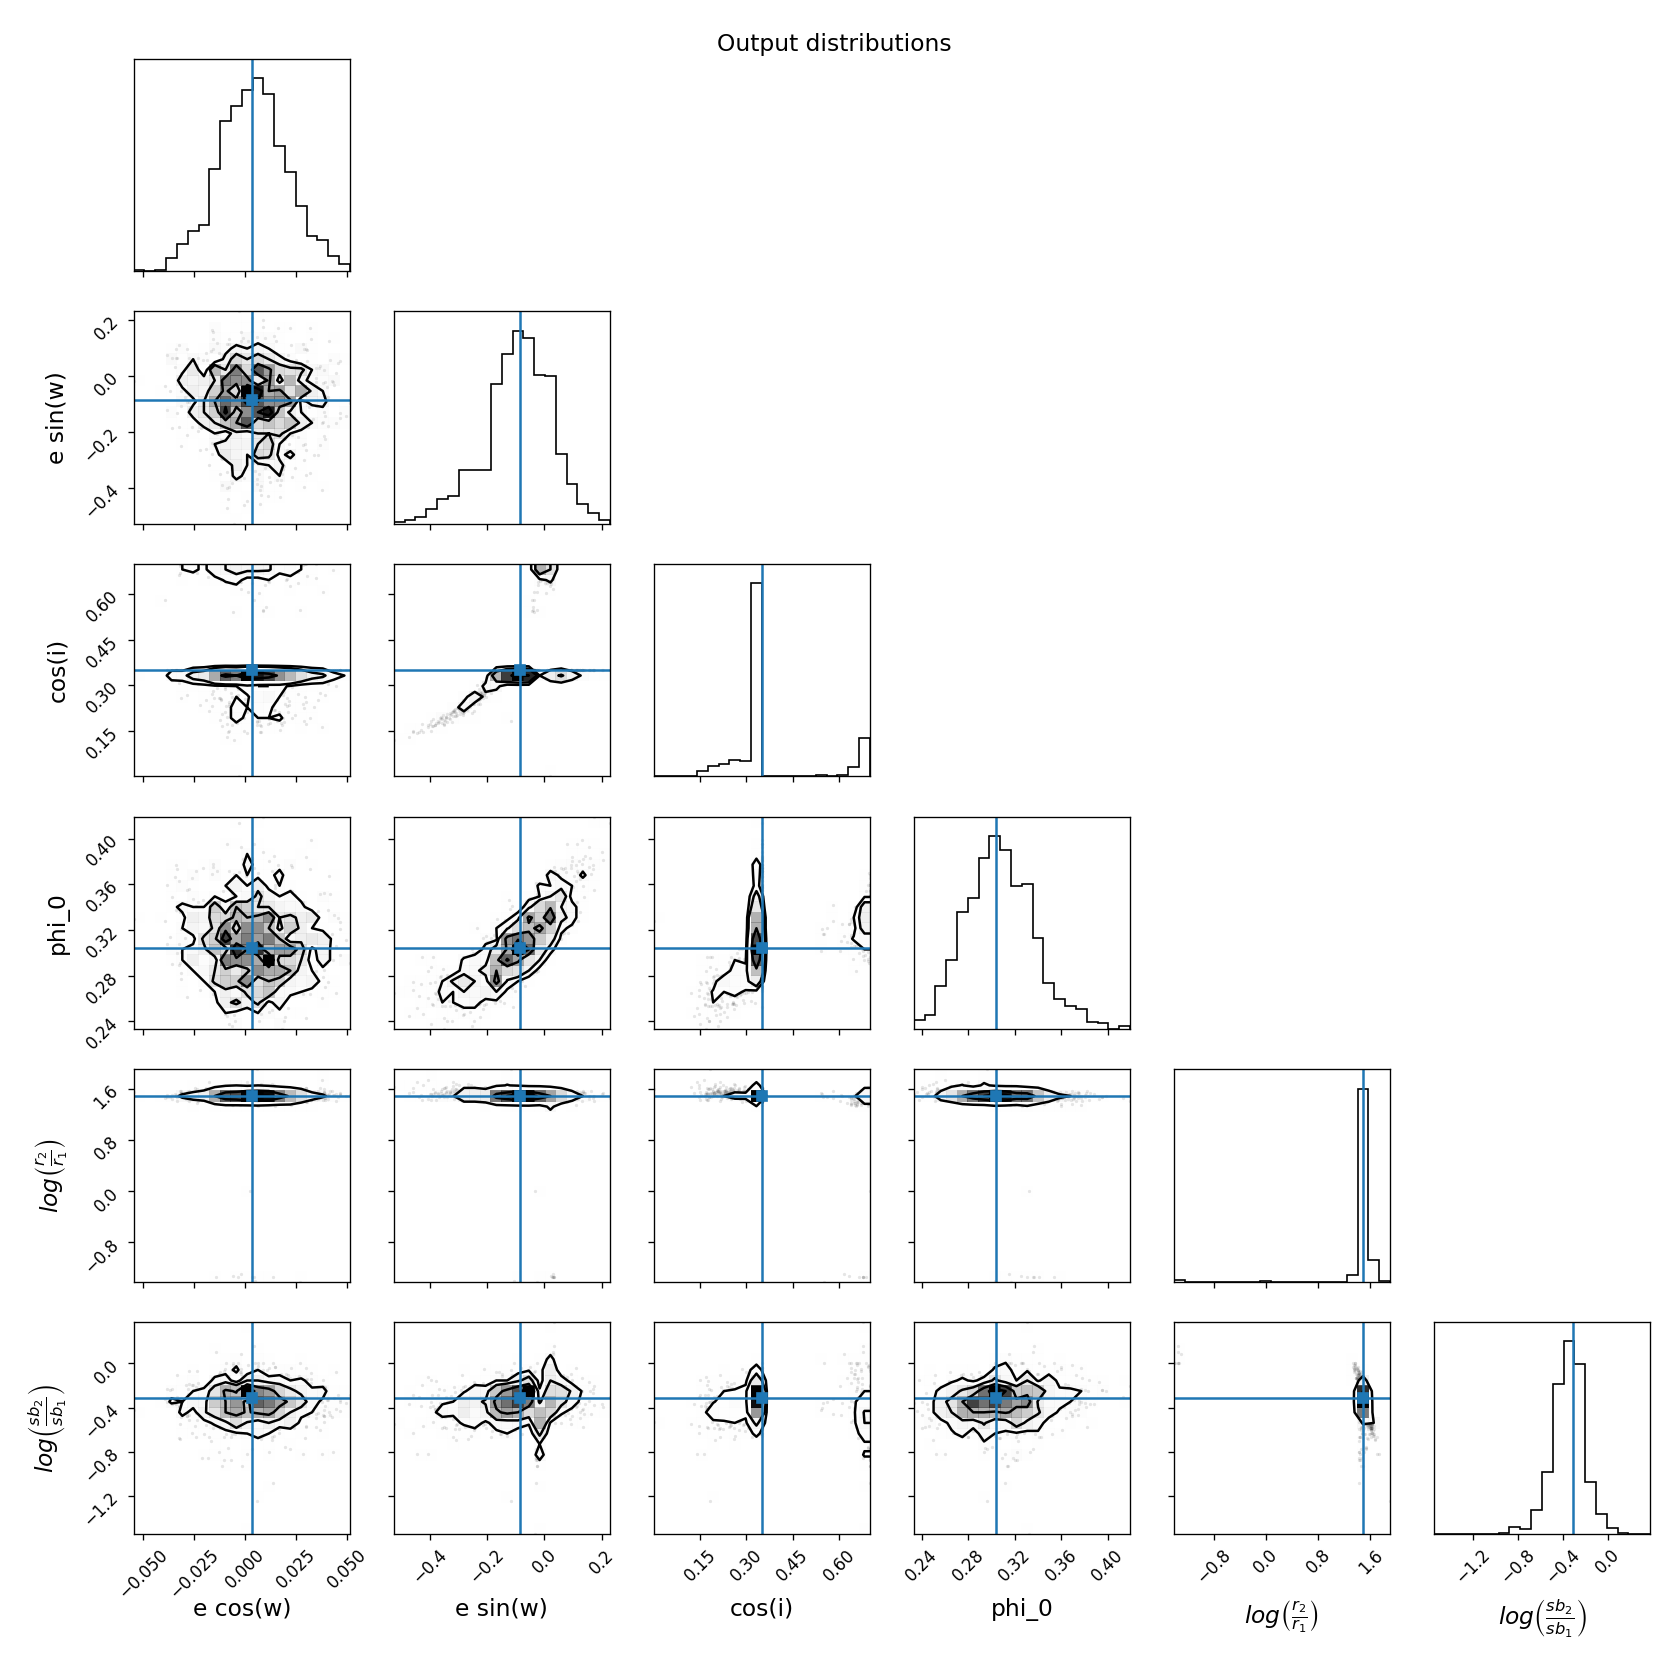 Output distributions
e sin(w)
0.2
0.0
−0.2
−0.4
cos(i)
0.60
0.45
0.30
0.15
phi_0
0.40
0.36
0.32
0.28
0.24
log(r2/r1)
1.6
0.8
0.0
−0.8
log(sb2/sb1)
0.0
−0.4
−0.8
−1.2
−0.050 −0.025 0.000 0.025 0.050
−0.4 −0.2 0.0 0.2
0.15 0.30 0.45 0.60
0.24 0.28 0.32 0.36 0.40
−0.8 0.0 0.8 1.6
−1.2 −0.8 −0.4 0.0
e cos(w)
e sin(w)
cos(i)
phi_0
log(r2/r1)
log(sb2/sb1)